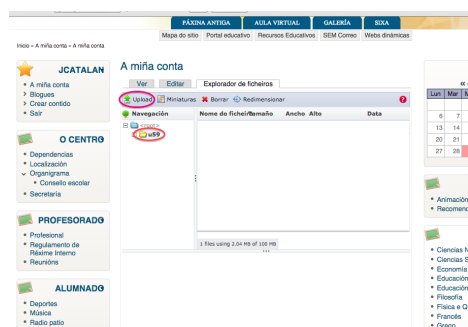 PÁXINA ANTIGA AULA VIRTUAL GALERÍA SIXA
Mapa do sitio Portal educativo Recursos Educativos SEM Correo Webs dinámicas
Inicio » A miña conta » A miña conta
JCATALAN
A miña conta
Blogues
Crear contido
Sair
O CENTRO
Dependencias
Localización
Organigrama
Consello escolar
Secretaría
PROFESORADO
Profesional
Regulamento de
Réxime Interno
Reunións
ALUMNADO
Deportes
Música
Radio patio
A miña conta
Ver Editar Explorador de ficheiros
Upload Miniaturas Borrar Redimensionar
Navegación Nome do ficheiro Tamaño Ancho Alto Data
<root>
u59
1 files using 2.04 MB of 100 MB
«
Lun Mar
6 7
13 14
20 21
27 28
Animación
Ciencias N
Ciencias S
Economía
Educación
Educación
Filosofía
Física e Q
Francés
Grego